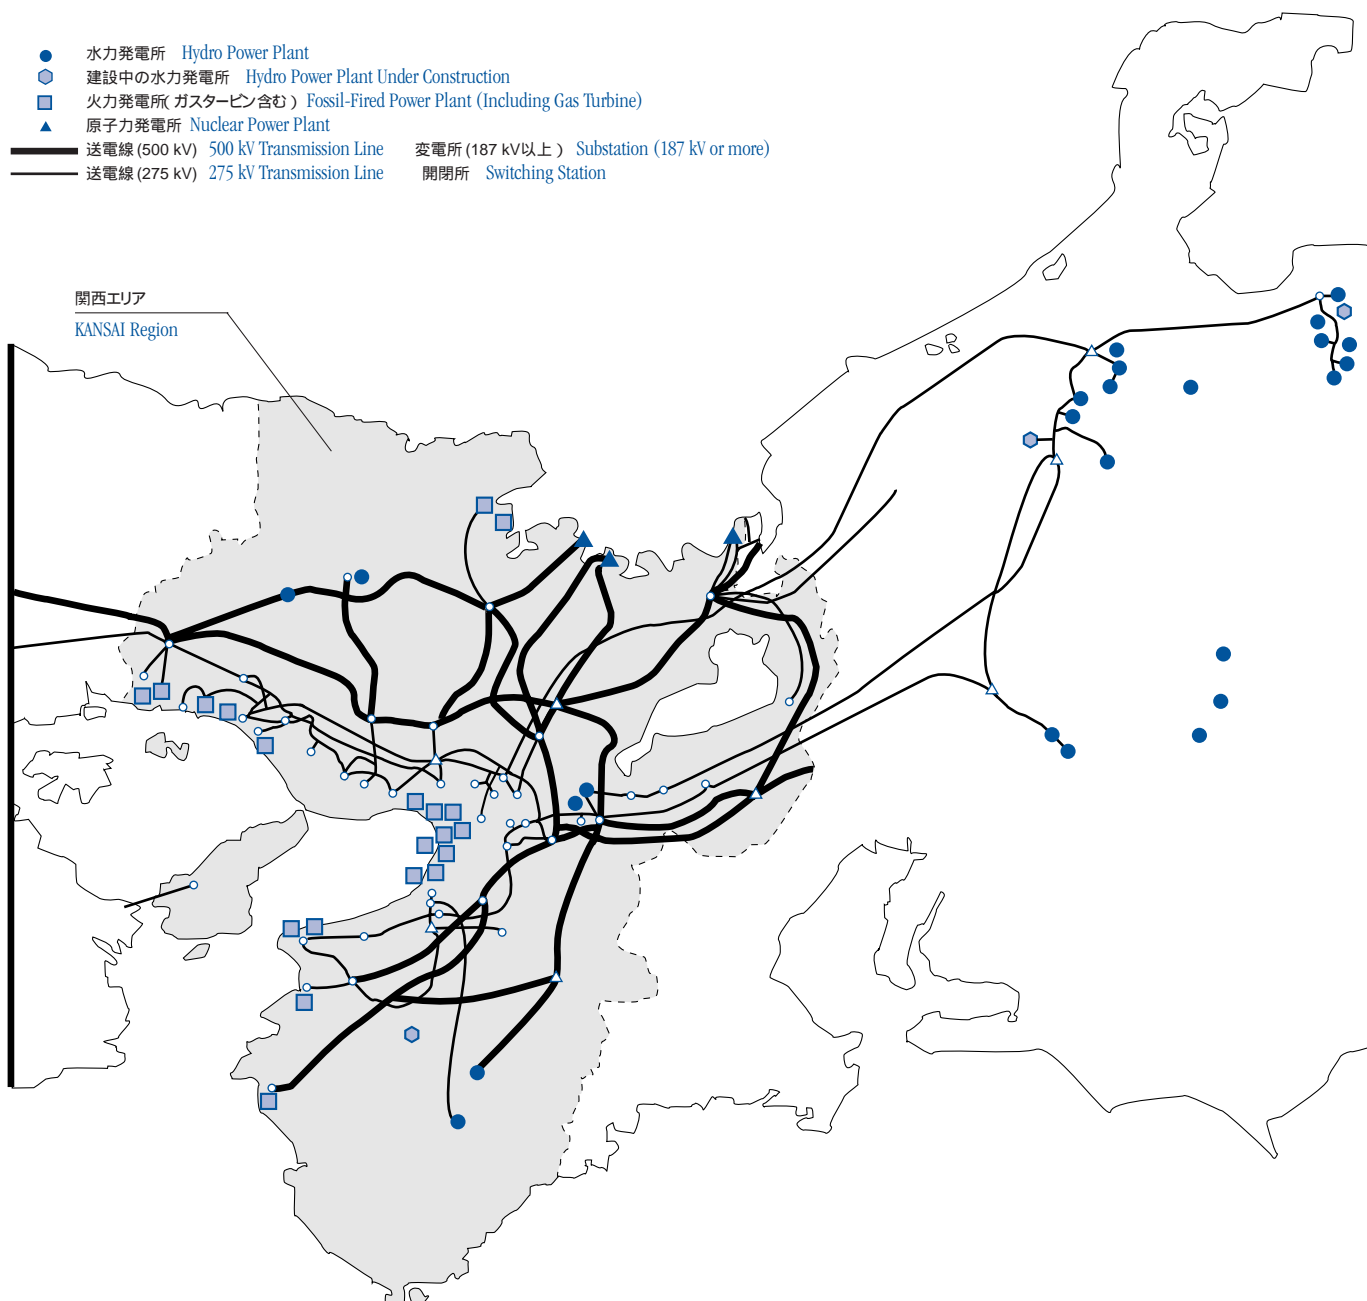 水力発電所 Hydro Power Plant
建設中の水力発電所 Hydro Power Plant Under Construction
火力発電所(ガスタービン含む) Fossil-Fired Power Plant (Including Gas Turbine)
原子力発電所 Nuclear Power Plant
送電線(500 kV) 500 kV Transmission Line 変電所(187 kV以上) Substation (187 kV or more)
送電線(275 kV) 275 kV Transmission Line 開閉所 Switching Station
関西エリア
KANSAI Region